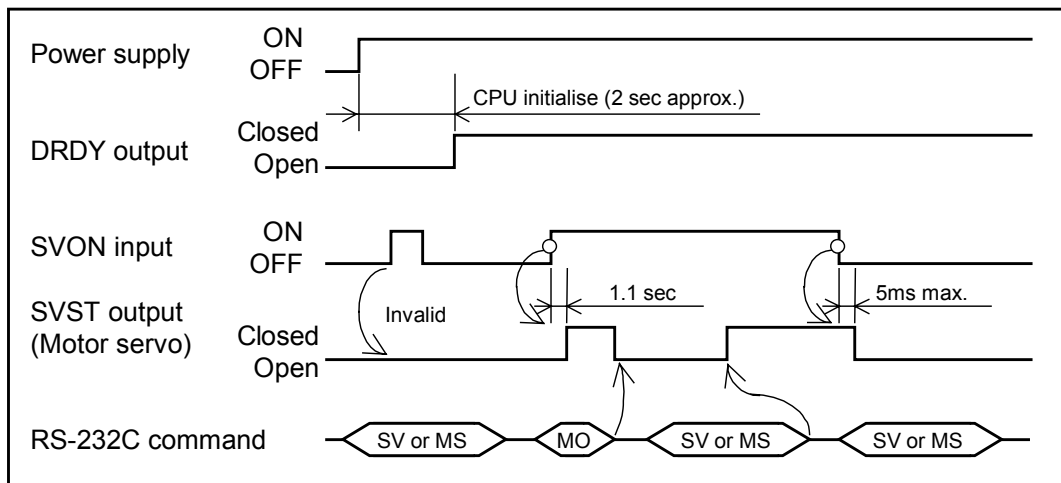 Power supply
ON
OFF
CPU initialise (2 sec approx.)
DRDY output
Closed
Open
SVON input
ON
OFF
1.1 sec
5ms max.
Invalid
SVST output
(Motor servo)
Closed
Open
RS-232C command
SV or MS
MO
SV or MS
SV or MS